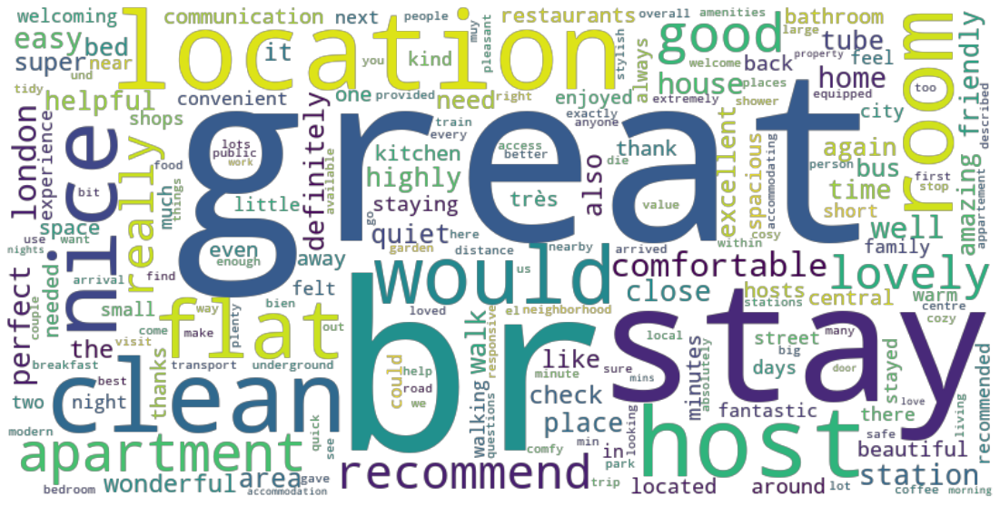 welcoming
communication
location
next
people
restaurants
overall
amenities
bathroom
room
easy
bed
it
kind
you
muy
pleasant
stylish
always
good
large
tube
friendly
super
near
tidy
und
helpful
convenient
one
provided
need
right
enjoyed
house
welcome
places
back
property
home
feel
too
described
london
experience
nice
shops
really
great
definitely
train
every
exactly
anyone
extremely
shower
equipped
city
amazing
lots
public
work
food
things
much
bit
available
kitchen
highly
access
better
très
die
thank
also
value
excellent
spacious
accommodating
again
person
bus
first
stop
time
short
appartement
space
little
staying
quiet
go
here
garden
distance
nearby
arrived
within
cosy
well
family
use
want
nights
perfect
needed
couple
arrival
find
even
enough
away
felt
would
us
comfortable
close
hosts
central
stations
lovely
warm
cozy
centre
the
small
flat
way
bien
plenty
out
come
visit
make
br
loved
el
neighborhood
responsive
local
stay
street
big
many
days
breakfast
best
transport
underground
thanks
could
help
road
we
walk
minute
like
sure
mins
absolutely
minutes
door
stayed
love
recommended
two
night
clean
walking
questions
check
place
fantastic
there
safe
living
modern
apartment
quick
see
comfy
min
in
looking
park
host
beautiful
bedroom
wonderful
area
gave
accommodation
recommend
trip
located
around
lot
station
coffee
morning